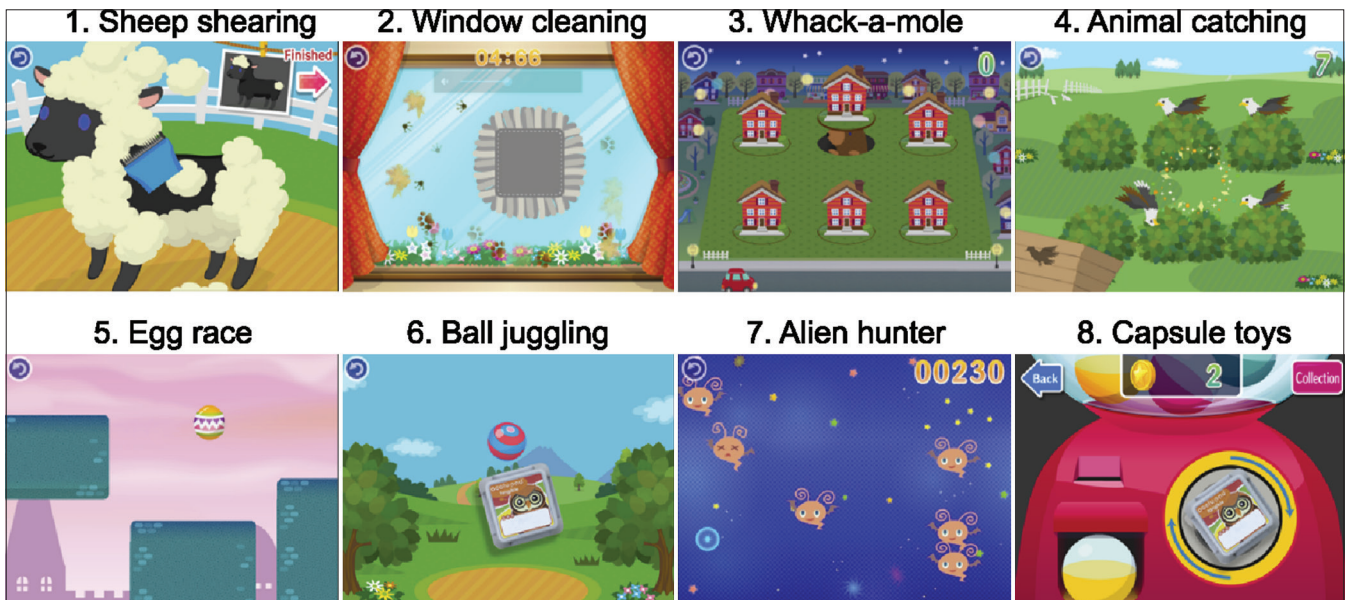 1. Sheep shearing
2. Window cleaning
3. Whack-a-mole
4. Animal catching
Finished
04:66
0
7
5. Egg race
6. Ball juggling
7. Alien hunter
8. Capsule toys
00230
Back
2
Collection